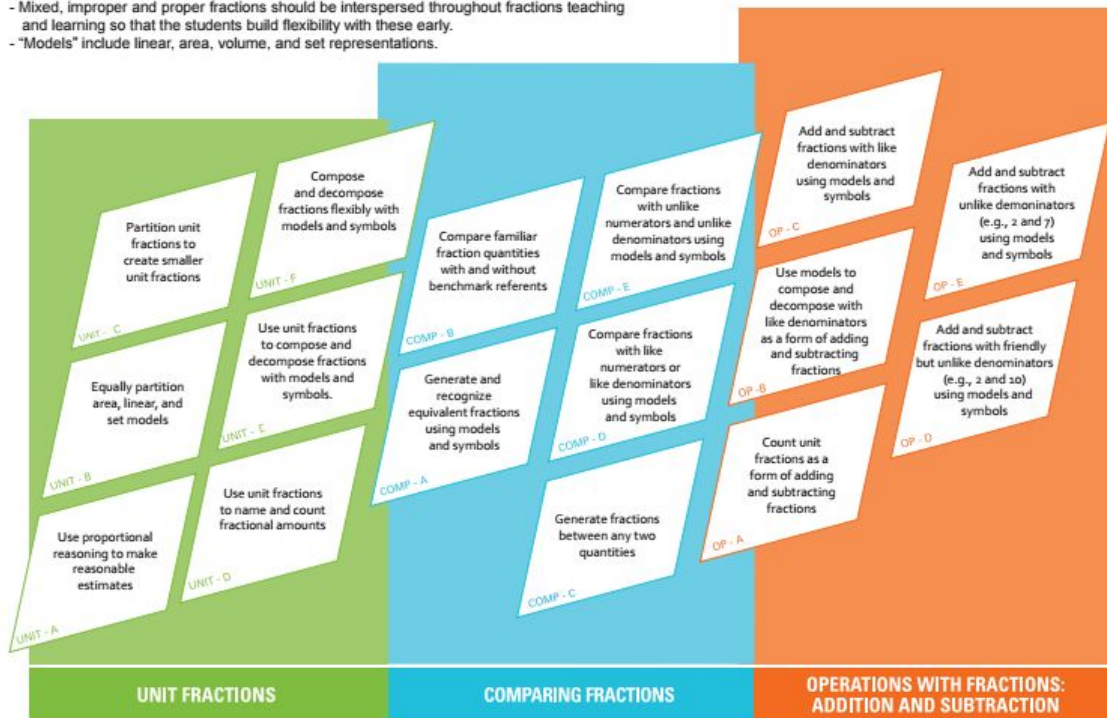 - Mixed, improper and proper fractions should be interspersed throughout fractions teaching
and learning so that the students build flexibility with these early.
- "Models" include linear, area, volume, and set representations.
Partition unit
fractions to
create smaller
unit fractions
UNIT - C
Compose
and decompose
fractions flexibly with
models and symbols
UNIT - F
Equally partition
area, linear, and
set models
UNIT - B
Use unit fractions
to compose and
decompose fractions
with models and
symbols.
UNIT - E
Use proportional
reasoning to make
reasonable
estimates
UNIT - A
Use unit fractions
to name and count
fractional amounts
UNIT - D
Compare familiar
fraction quantities
with and without
benchmark referents
COMP - B
Compare fractions
with unlike
numerators and unlike
denominators using
models and symbols
COMP - E
Generate and
recognize
equivalent fractions
using models
and symbols
COMP - A
Compare fractions
with like
numerators or
like denominators
using models
and symbols
COMP - D
Generate fractions
between any two
quantities
COMP - C
Add and subtract
fractions with like
denominators
using models and
symbols
OP - C
Add and subtract
fractions with
unlike demoninators
(e.g., 2 and 7)
using models
and symbols
OP - E
Use models to
compose and
decompose with
like denominators
as a form of adding
and subtracting
fractions
OP -B
Add and subtract
fractions with friendly
but unlike denominators
(e.g., 2 and 10)
using models and
symbols
OP - D
Count unit
fractions as a
form of adding
and subtracting
fractions
OP - A
UNIT FRACTIONS
COMPARING FRACTIONS
OPERATIONS WITH FRACTIONS:
ADDITION AND SUBTRACTION